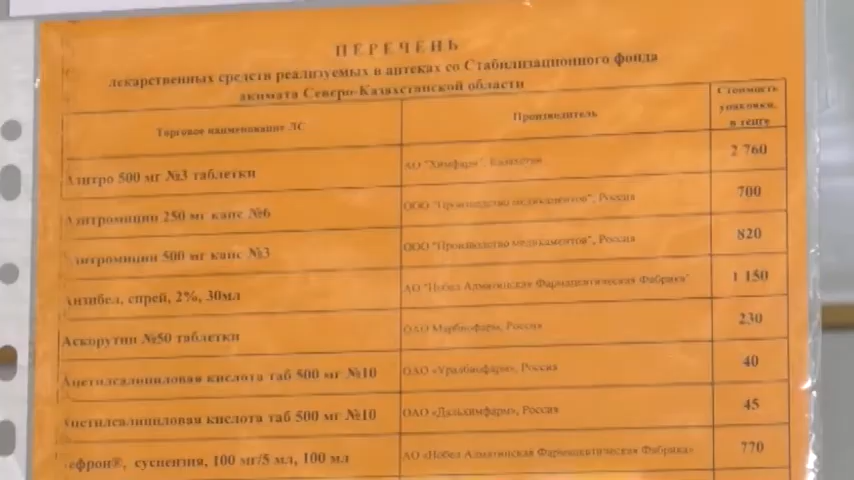 ПЕРЕЧЕНЬ
лекарственных средств реализуемых в аптеках со Стабилизационного фонда
акимата Северо-Казахстанской области
Торговое наименование ЛС Производитель Стоимость упаковки, в тенге
Азитро 500 мг №3 таблетки АО "Химфарм", Казахстан 2 760
Азитромицин 250 мг капс №6 ООО "Производство медикаментов", Россия 700
Азитромицин 500 мг капс №3 ООО "Производство медикаментов", Россия 820
Анзибел, спрей, 2%, 30мл АО "Нобел Алматинская Фармацевтическая Фабрика" 1 150
Аскорутин №50 таблетки ОАО Марбиофарм, Россия 230
Ацетилсалициловая кислота таб 500 мг №10 ОАО «Уралбиофарм», Россия 40
Ацетилсалициловая кислота таб 500 мг №10 ОАО «Дальхимфарм», Россия 45
ефрон®, суспензия, 100 мг/5 мл, 100 мл АО «Нобел Алматинская Фармацевтическая Фабрика» 770